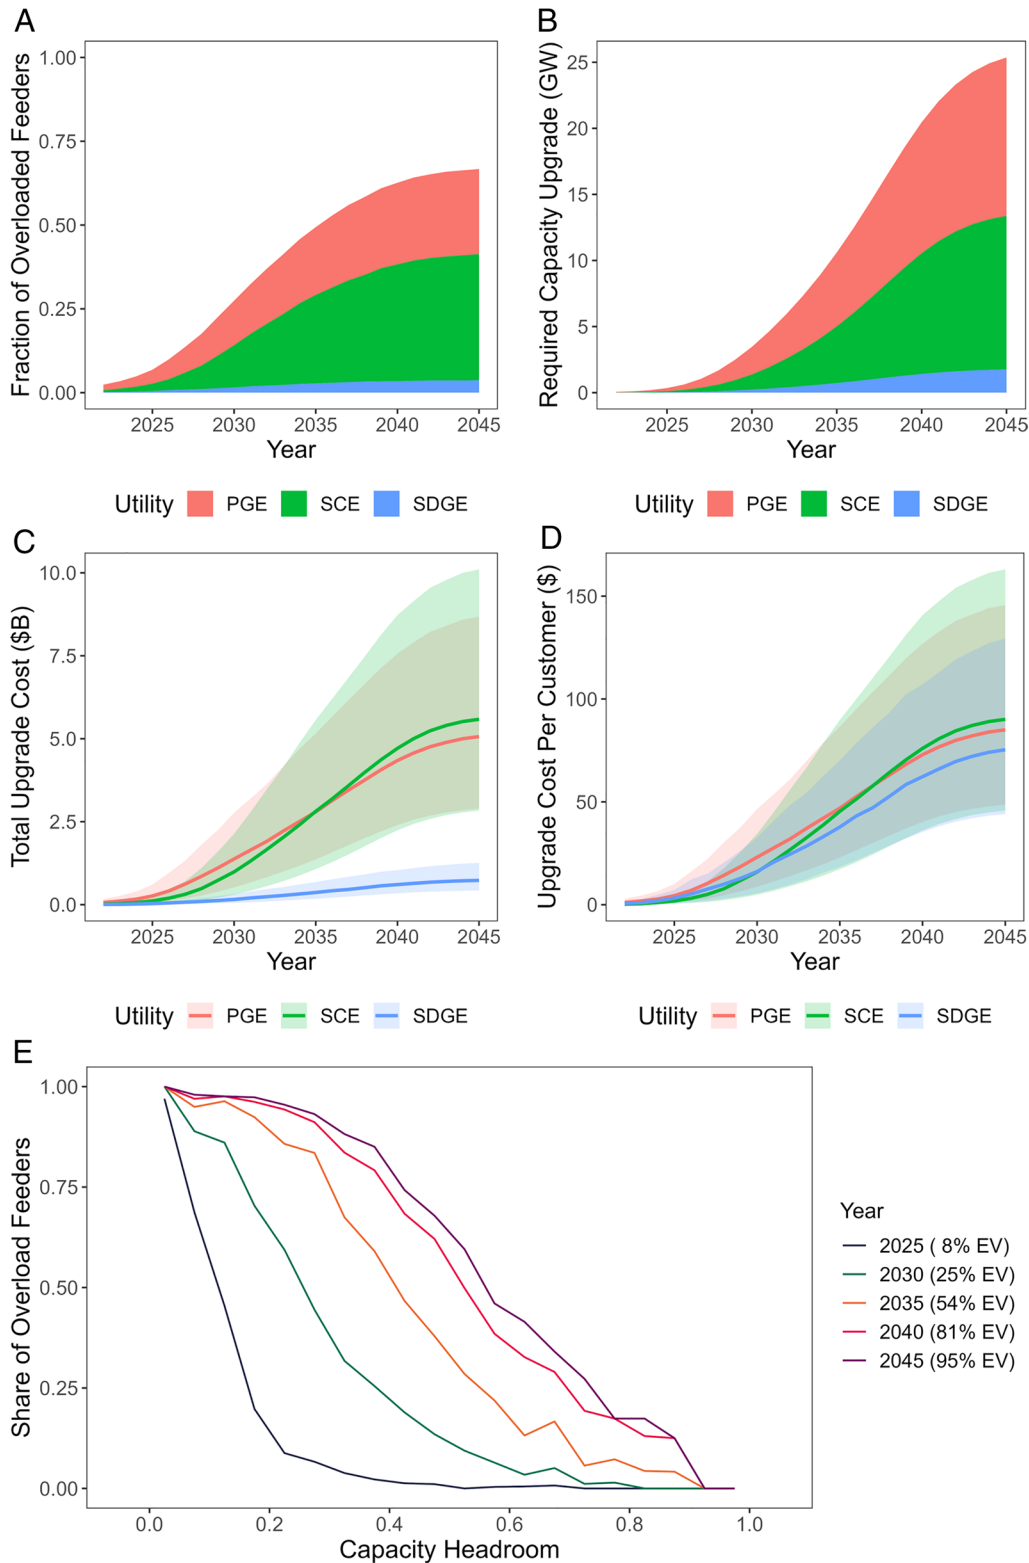 A
Fraction of Overloaded Feeders
1.00
0.75
0.50
0.25
0.00
2025 2030 2035 2040 2045
Year
Utility PGE SCE SDGE
B
Required Capacity Upgrade (GW)
25
20
15
10
5
0
2025 2030 2035 2040 2045
Year
Utility PGE SCE SDGE
C
Total Upgrade Cost ($B)
10.0
7.5
5.0
2.5
0.0
2025 2030 2035 2040 2045
Year
Utility PGE SCE SDGE
D
Upgrade Cost Per Customer ($)
150
100
50
0
2025 2030 2035 2040 2045
Year
Utility PGE SCE SDGE
E
Share of Overload Feeders
1.00
0.75
0.50
0.25
0.00
0.0 0.2 0.4 0.6 0.8 1.0
Capacity Headroom
Year
2025 ( 8% EV)
2030 (25% EV)
2035 (54% EV)
2040 (81% EV)
2045 (95% EV)